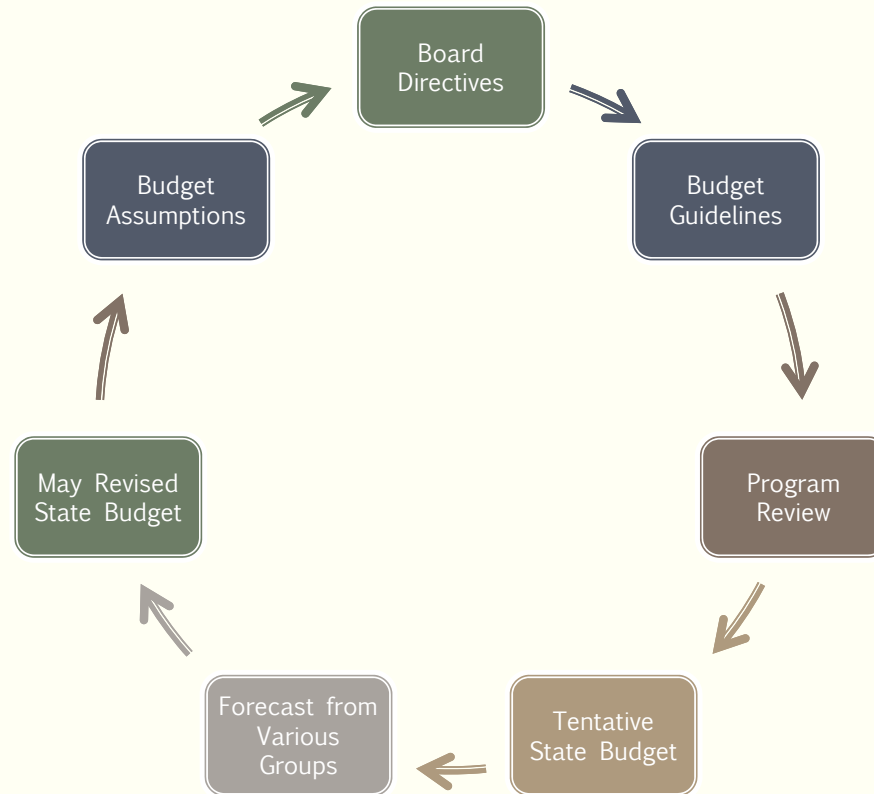 Board
Directives
Budget
Guidelines
Program
Review
Tentative
State Budget
Forecast from
Various
Groups
May Revised
State Budget
Budget
Assumptions